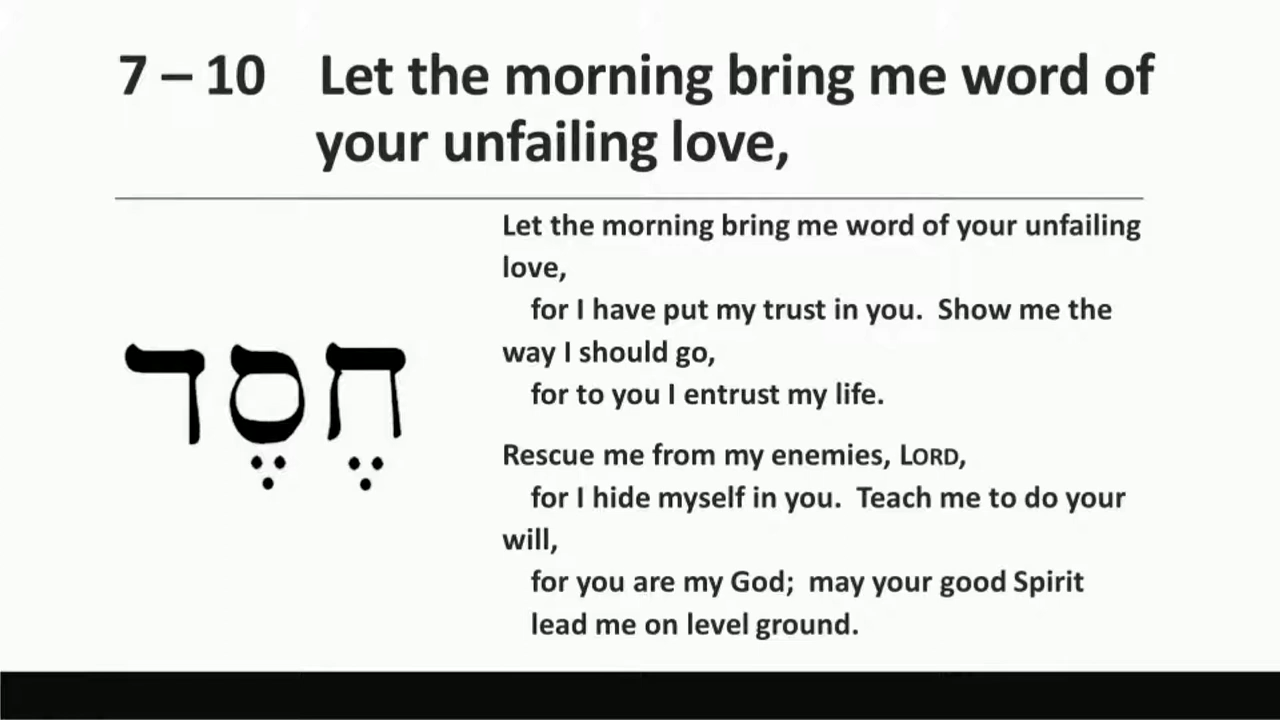 7 – 10 Let the morning bring me word of
your unfailing love,
חֶסֶד
Let the morning bring me word of your unfailing
love,
for I have put my trust in you. Show me the
way I should go,
for to you I entrust my life.
Rescue me from my enemies, LORD,
for I hide myself in you. Teach me to do your
will,
for you are my God; may your good Spirit
lead me on level ground.